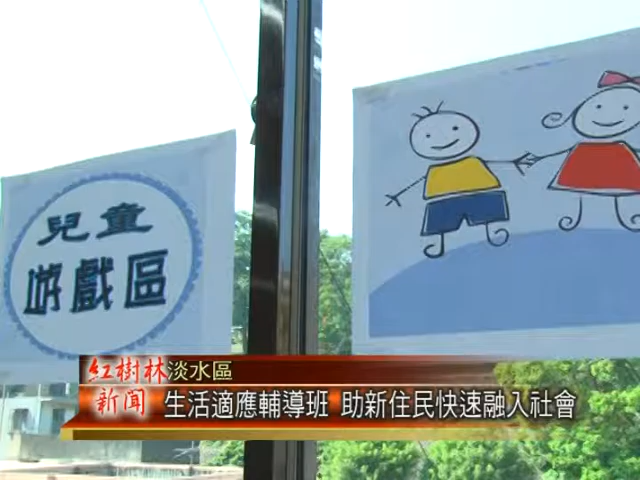 兒童
遊戲區
紅樹林
新聞
淡水區
生活適應輔導班 助新住民快速融入社會